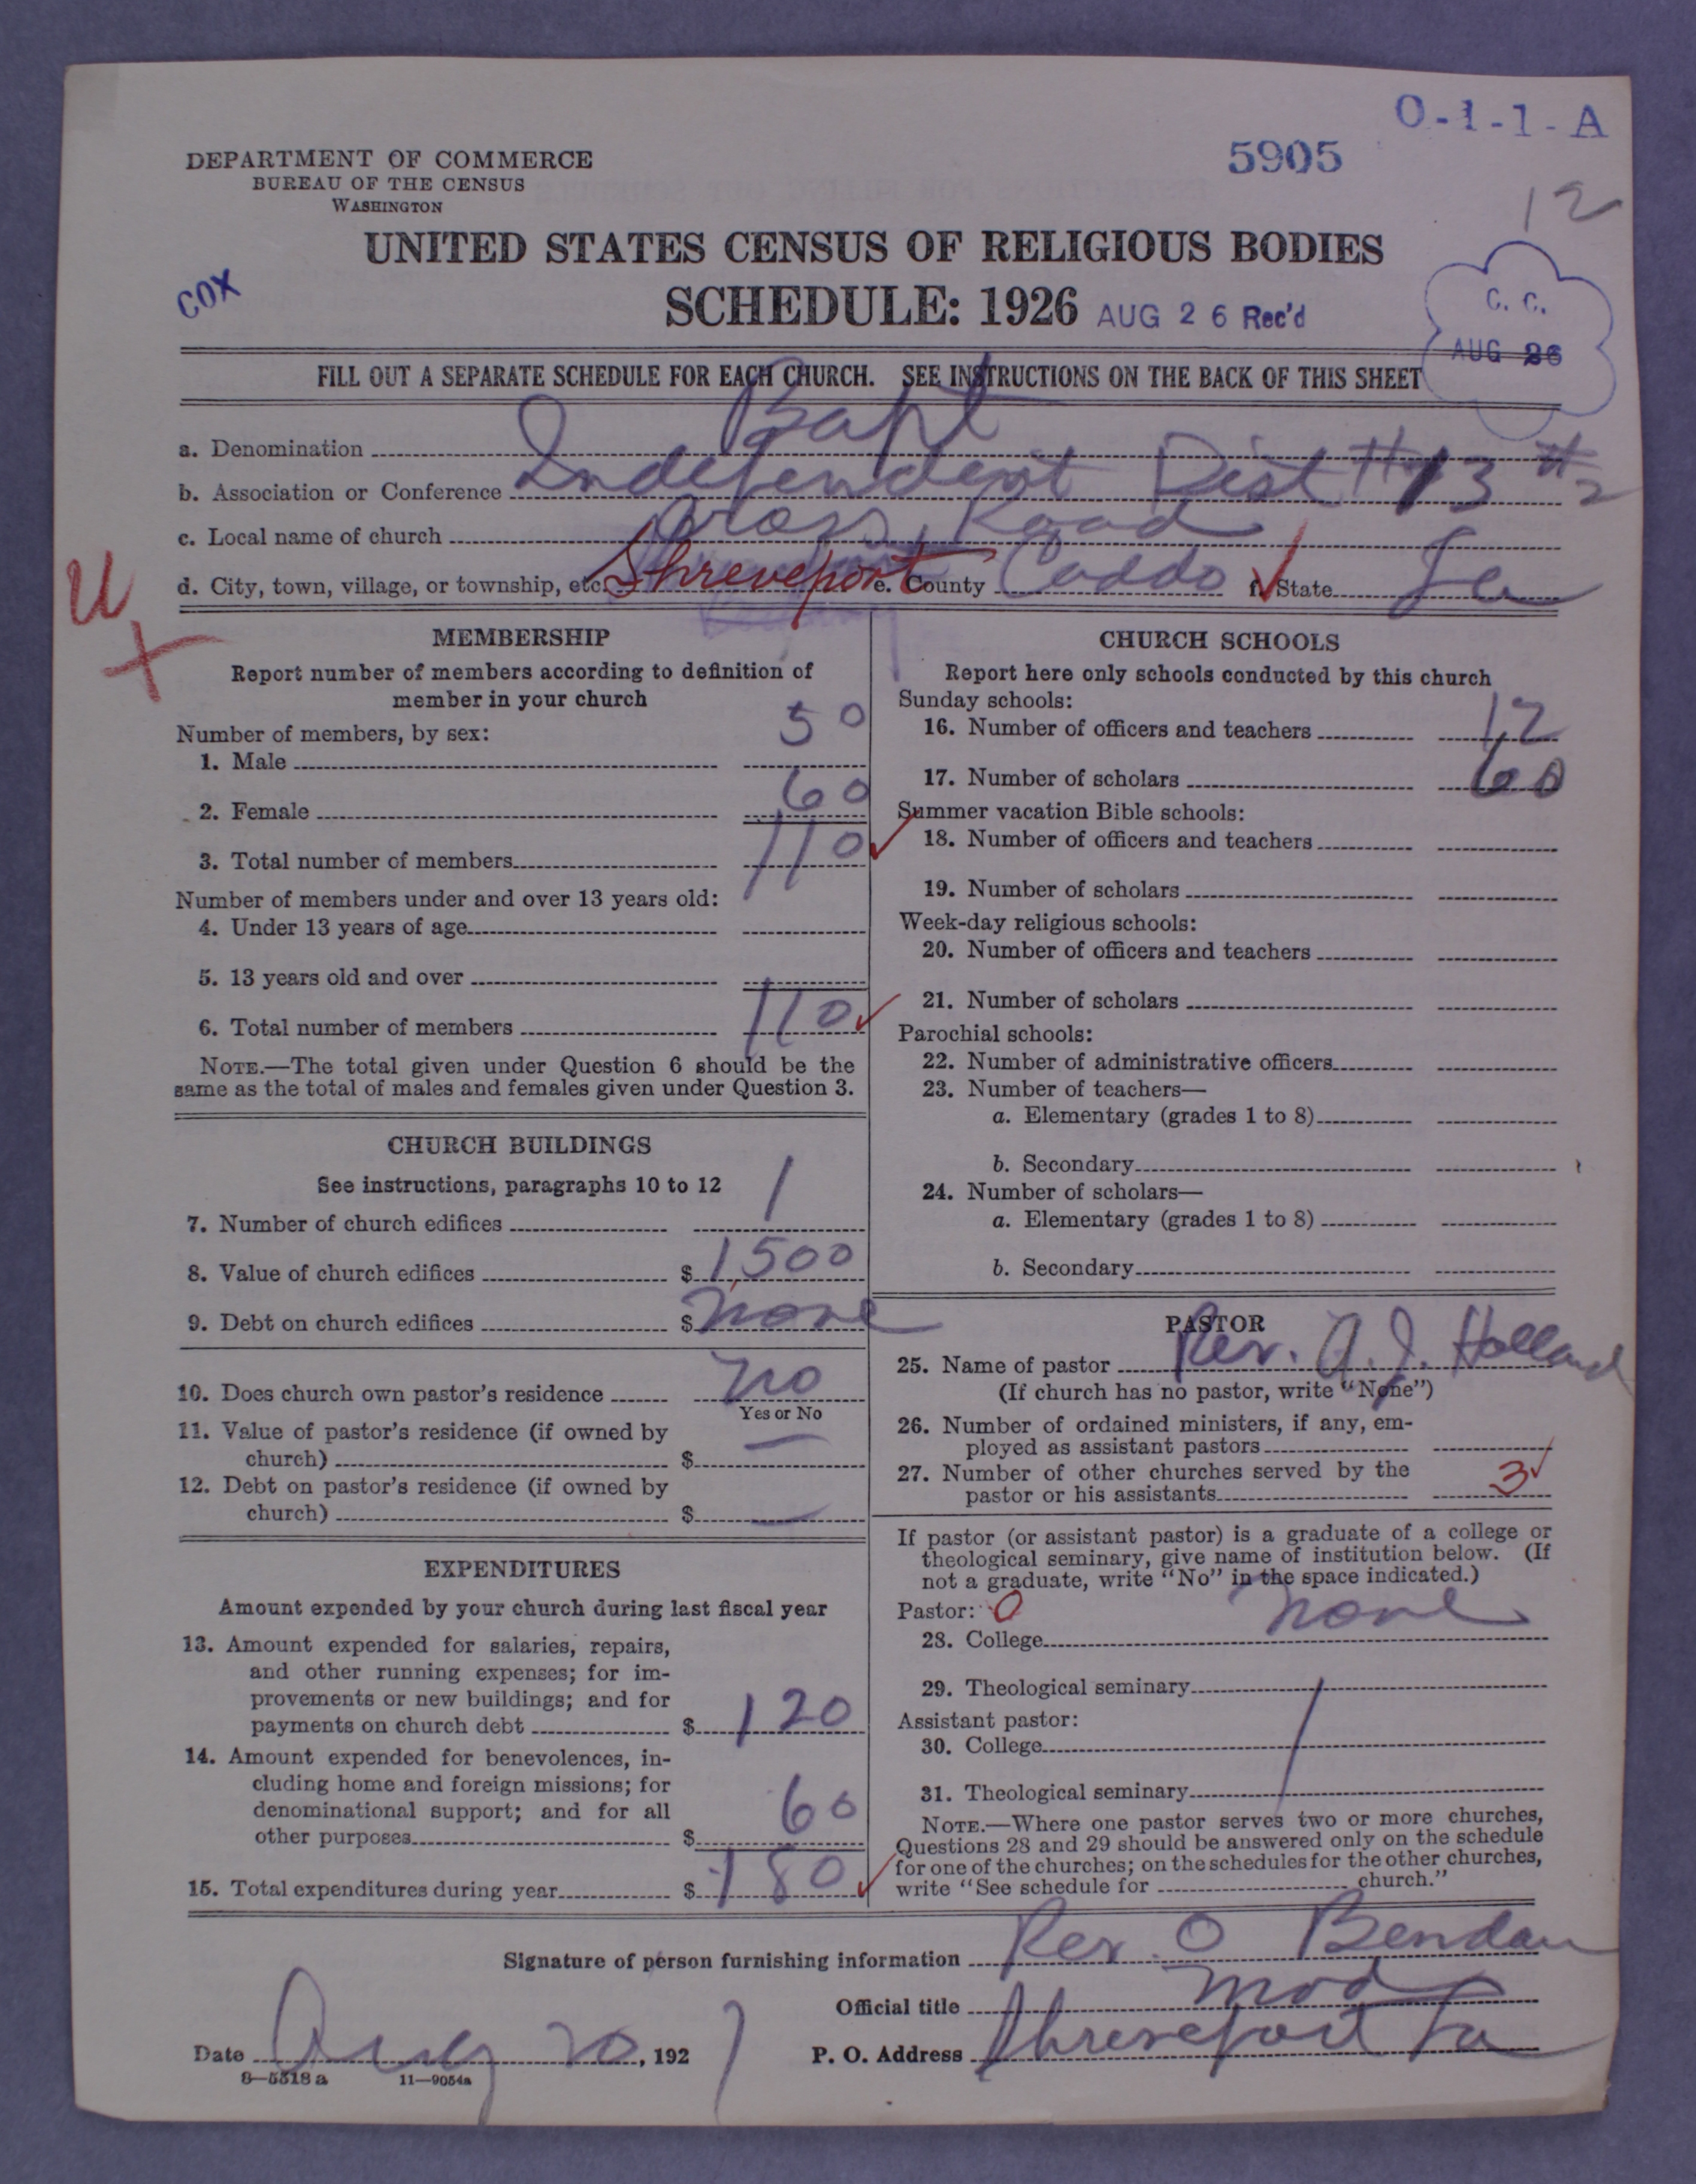 O-1-1-A
5905
12
DEPARTMENT OF COMMERCE
BUREAU OF THE CENSUS
WASHINGTON
UNITED STATES CENSUS OF RELIGIOUS BODIES
COX
SCHEDULE: 1926 AUG 26 Rec'd
C. C.
AUG 26
FILL OUT A SEPARATE SCHEDULE FOR EACH CHURCH. SEE INSTRUCTIONS ON THE BACK OF THIS SHEET
a. Denomination Bapt
b. Association or Conference Independent Dist # 13 #2
c. Local name of church Cross Road
d. City, town, village, or township, etc. Shreveport e. County Caddo f. State La
U
X
MEMBERSHIP
Report number of members according to definition of
member in your church
Number of members, by sex:
1. Male 50
2. Female 60
3. Total number of members 110
Number of members under and over 13 years old:
4. Under 13 years of age
5. 13 years old and over
6. Total number of members 110
NOTE.—The total given under Question 6 should be the
same as the total of males and females given under Question 3.
CHURCH BUILDINGS
See instructions, paragraphs 10 to 12
7. Number of church edifices 1
8. Value of church edifices $ 1,500
9. Debt on church edifices $ none
10. Does church own pastor's residence no
Yes or No
11. Value of pastor's residence (if owned by
church) $ —
12. Debt on pastor's residence (if owned by
church) $ —
EXPENDITURES
Amount expended by your church during last fiscal year
13. Amount expended for salaries, repairs,
and other running expenses; for im-
provements or new buildings; and for
payments on church debt $ 120
14. Amount expended for benevolences, in-
cluding home and foreign missions; for
denominational support; and for all
other purposes $ 60
15. Total expenditures during year $ 180
CHURCH SCHOOLS
Report here only schools conducted by this church
Sunday schools:
16. Number of officers and teachers 12
17. Number of scholars 60
Summer vacation Bible schools:
18. Number of officers and teachers
19. Number of scholars
Week-day religious schools:
20. Number of officers and teachers
21. Number of scholars
Parochial schools:
22. Number of administrative officers
23. Number of teachers—
a. Elementary (grades 1 to 8)
b. Secondary
24. Number of scholars—
a. Elementary (grades 1 to 8)
b. Secondary
PASTOR
25. Name of pastor Rev. A. J. Holland
(If church has no pastor, write "None")
26. Number of ordained ministers, if any, em-
ployed as assistant pastors
27. Number of other churches served by the
pastor or his assistants 3
If pastor (or assistant pastor) is a graduate of a college or
theological seminary, give name of institution below. (If
not a graduate, write "No" in the space indicated.)
Pastor: 0
28. College none
29. Theological seminary
Assistant pastor:
30. College
31. Theological seminary
NOTE.—Where one pastor serves two or more churches,
Questions 28 and 29 should be answered only on the schedule
for one of the churches; on the schedules for the other churches,
write "See schedule for church."
Signature of person furnishing information Rev. O Bendaw
Official title Mod
Date Aug 20, 1927 P. O. Address Shreveport La
8—5318 a 11—9054a